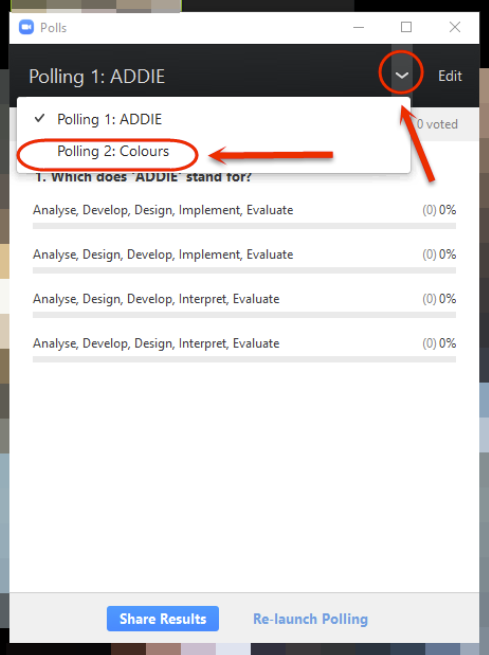 Polls
Polling 1: ADDIE
Edit
Polling 1: ADDIE
0 voted
Polling 2: Colours
1. Which does "ADDIE" stand for?
Analyse, Develop, Design, Implement, Evaluate (0) 0%
Analyse, Design, Develop, Implement, Evaluate (0) 0%
Analyse, Design, Develop, Interpret, Evaluate (0) 0%
Analyse, Develop, Design, Interpret, Evaluate (0) 0%
Share Results
Re-launch Polling